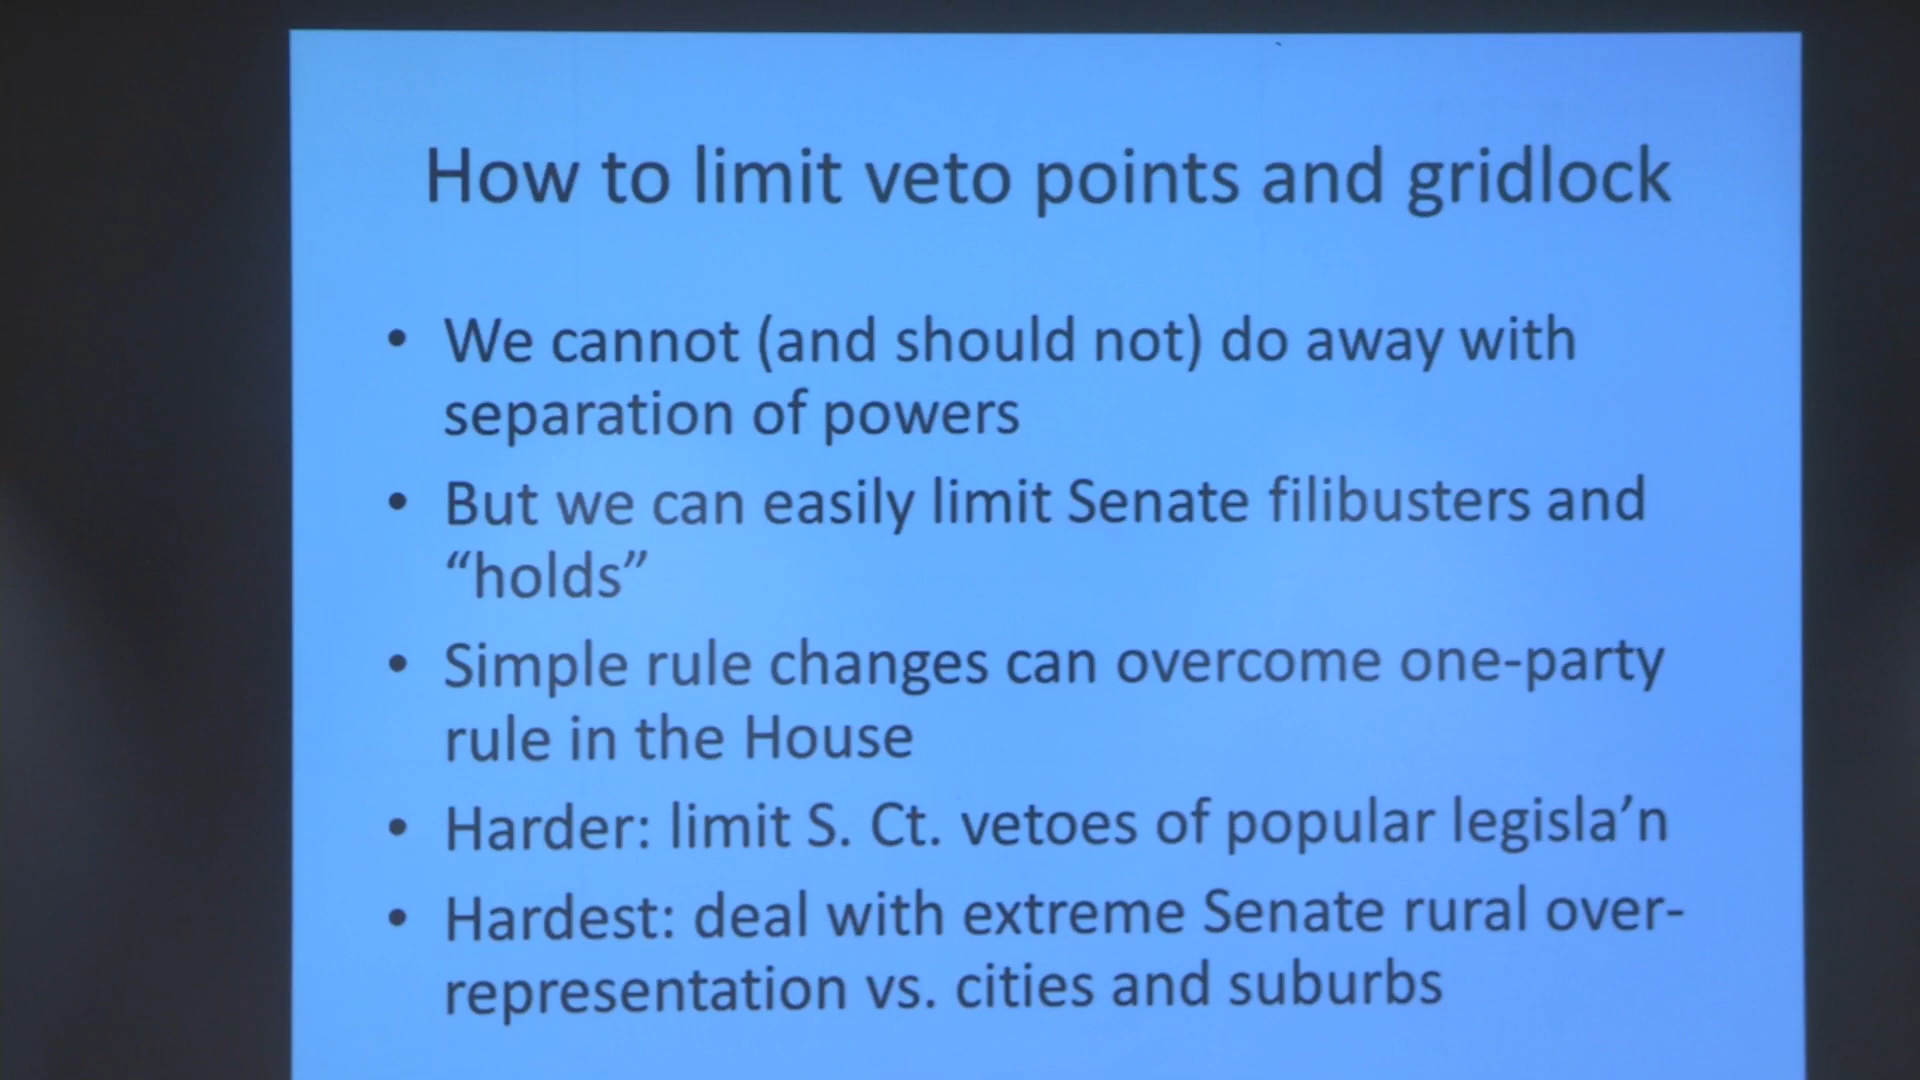 How to limit veto points and gridlock
• We cannot (and should not) do away with
separation of powers
• But we can easily limit Senate filibusters and
“holds”
• Simple rule changes can overcome one-party
rule in the House
• Harder: limit S. Ct. vetoes of popular legisla’n
• Hardest: deal with extreme Senate rural over-
representation vs. cities and suburbs